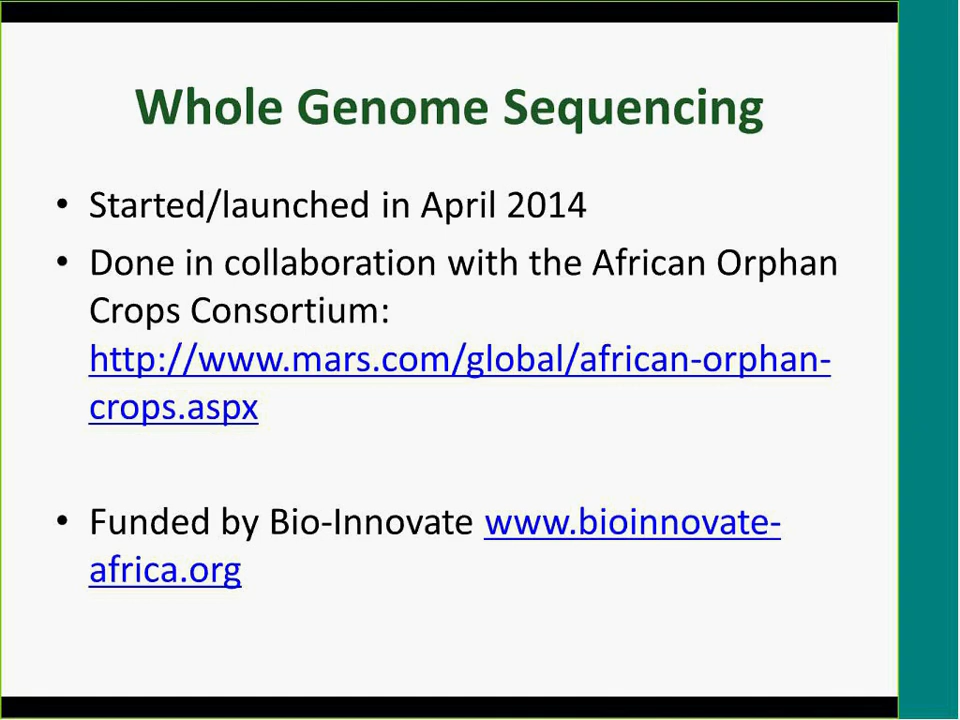 Whole Genome Sequencing
• Started/launched in April 2014
• Done in collaboration with the African Orphan
Crops Consortium:
http://www.mars.com/global/african-orphan-
crops.aspx
• Funded by Bio-Innovate www.bioinnovate-
africa.org